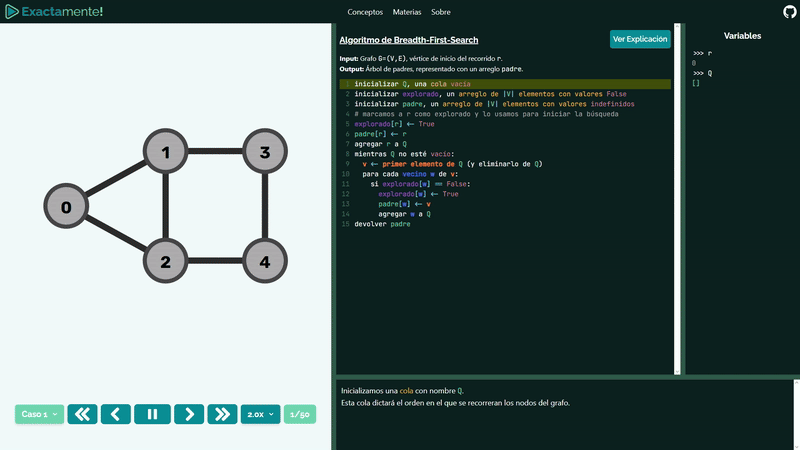 Exactamente!
Conceptos Materias Sobre
Algoritmo de Breadth-First-Search
Ver Explicación
Input: Grafo G=(V,E), vértice de inicio del recorrido r.
Output: Árbol de padres, representado con un arreglo padre.
1 inicializar Q, una cola vacía
2 inicializar explorado, un arreglo de |V| elementos con valores False
3 inicializar padre, un arreglo de |V| elementos con valores indefinidos
4 # marcamos a r como explorado y lo usamos para iniciar la búsqueda
5 explorado[r] ← True
6 padre[r] ← r
7 agregar r a Q
8 mientras Q no esté vacío:
9 v ← primer elemento de Q (y eliminarlo de Q)
10 para cada vecino w de v:
11 si explorado[w] == False:
12 explorado[w] ← True
13 padre[w] ← v
14 agregar w a Q
15 devolver padre
Variables
>>> r
0
>>> Q
[]
1
3
0
2
4
Caso 1
2.0x
1/50
Inicializamos una cola con nombre Q.
Esta cola dictará el orden en el que se recorreran los nodos del grafo.